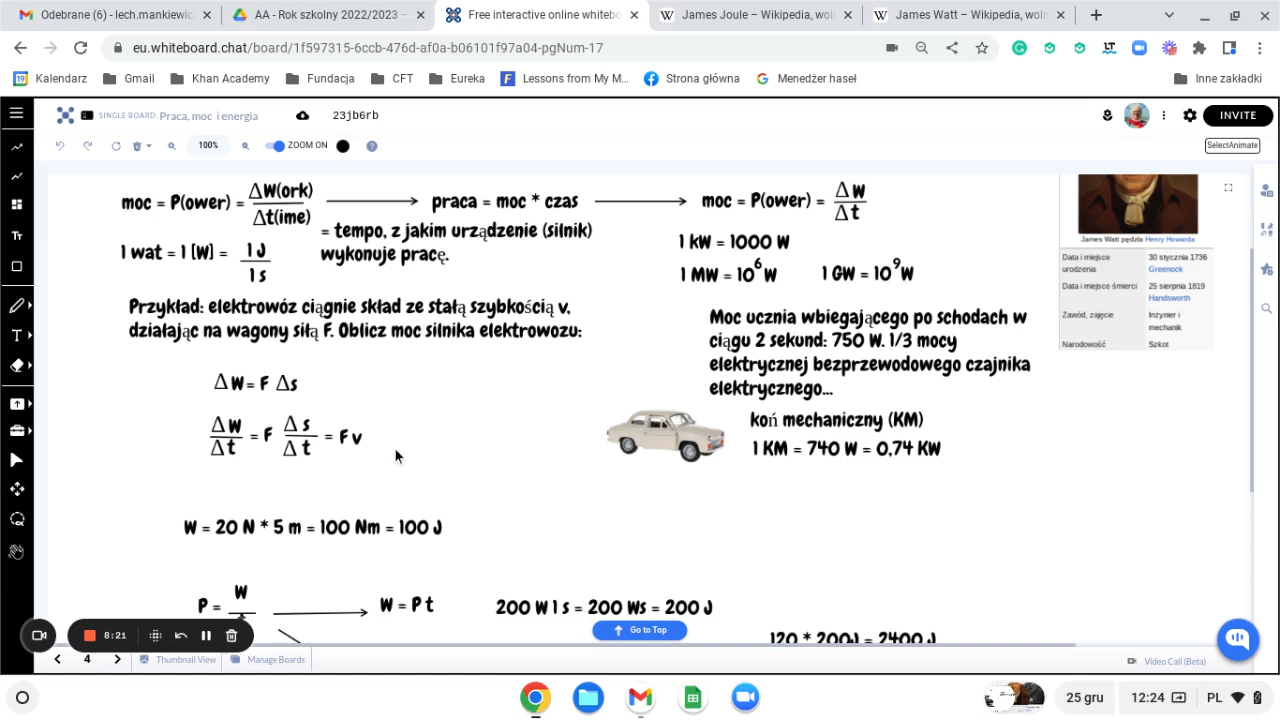 Odebrane (6) - lech.mankiewic
AA - Rok szkolny 2022/2023 –
Free interactive online whitebo
James Joule – Wikipedia, woln
James Watt – Wikipedia, woln
eu.whiteboard.chat/board/1f597315-6ccb-476d-af0a-b06101f97a04-pgNum-17
Kalendarz
Gmail
Khan Academy
Fundacja
CFT
Eureka
Lessons from My M...
Strona główna
Menedżer haseł
Inne zakładki
SINGLE BOARD: Praca, moc i energia
23jb6rb
INVITE
100%
ZOOM ON
SelectAnimate
moc = P(ower) = ΔW(ork) / Δt(ime)
praca = moc * czas
moc = P(ower) = ΔW / Δt
= tempo, z jakim urządzenie (silnik)
wykonuje pracę.
1 wat = 1 [W] = 1 J / 1 s
1 kW = 1000 W
1 MW = 10⁶ W 1 GW = 10⁹ W
James Watt pędzla Henry Howarda
Data i miejsce urodzenia
30 stycznia 1736
Greenock
Data i miejsce śmierci
25 sierpnia 1819
Handsworth
Zawód, zajęcie
Inżynier i
mechanik
Narodowość
Szkot
Przykład: elektrowóz ciągnie skład ze stałą szybkością v,
działając na wagony siłą F. Oblicz moc silnika elektrowozu:
Moc ucznia wbiegającego po schodach w
ciągu 2 sekund: 750 W. 1/3 mocy
elektrycznej bezprzewodowego czajnika
elektrycznego...
ΔW = F Δs
ΔW / Δt = F Δs / Δt = F v
koń mechaniczny (KM)
1 KM = 740 W = 0,74 KW
W = 20 N * 5 m = 100 Nm = 100 J
P = W
W = P t
200 W 1 s = 200 Ws = 200 J
120 * 200J = 2400 J
8:21
Go to Top
4
Thumbnail View
Manage Boards
Video Call (Beta)
25 gru
12:24
PL